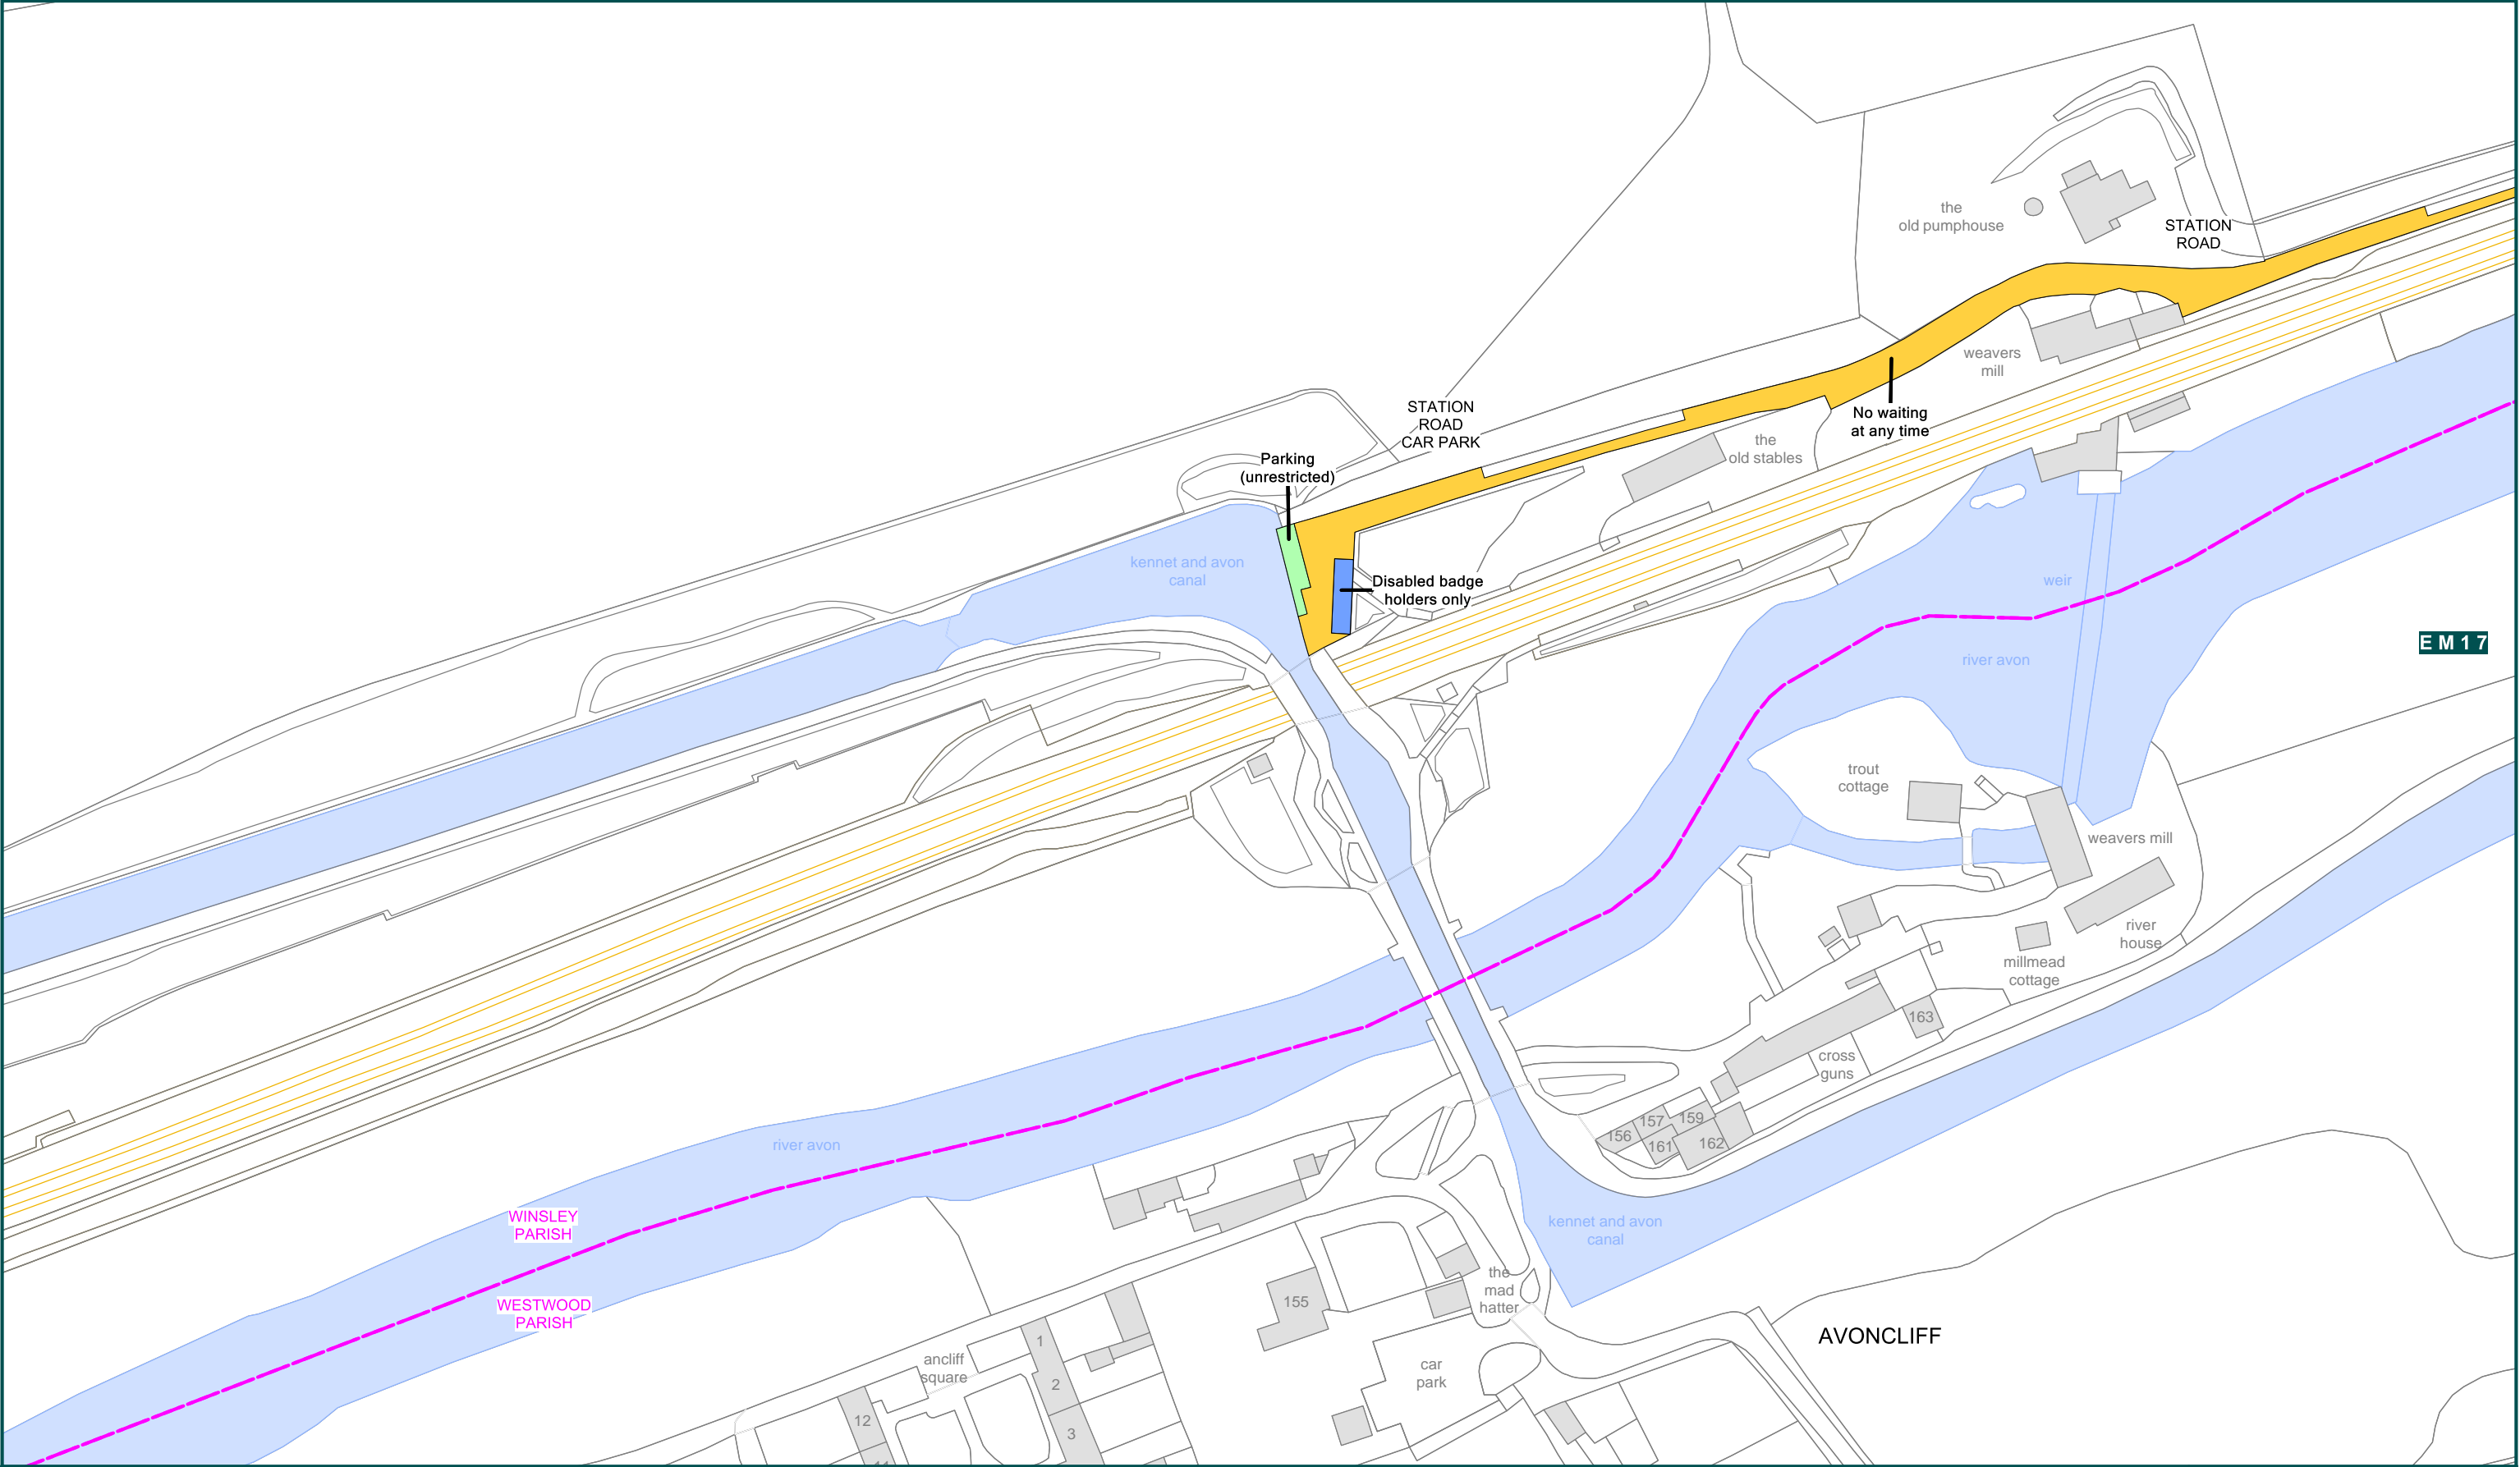 the
old pumphouse
STATION
ROAD
weavers
mill
No waiting
at any time
STATION
ROAD
CAR PARK
the
old stables
Parking
(unrestricted)
kennet and avon
canal
Disabled badge
holders only
weir
river avon
EM17
trout
cottage
weavers mill
river
house
millmead
cottage
163
cross
guns
156
157
159
161
162
river avon
WINSLEY
PARISH
WESTWOOD
PARISH
kennet and avon
canal
the
mad
hatter
155
AVONCLIFF
car
park
ancliff
square
1
2
3
12